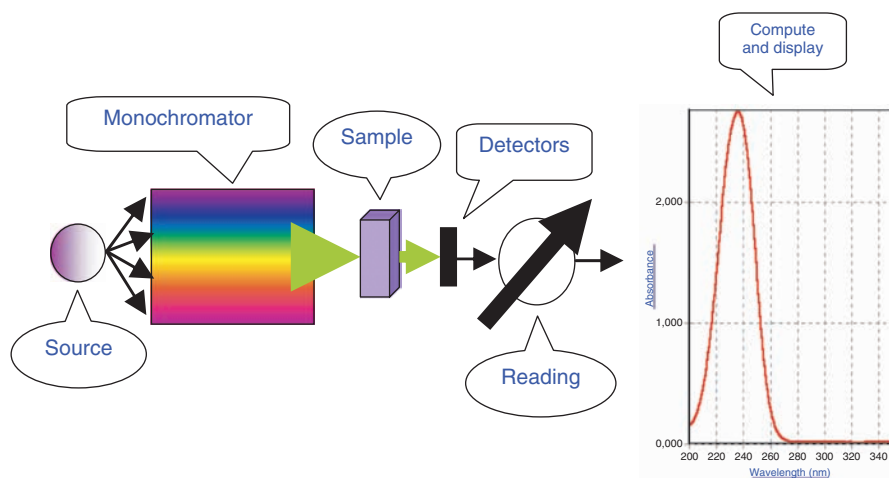 Compute
and display
Monochromator
Sample
Detectors
Source
Reading
Absorbance
2,000
1,000
0,000
200 220 240 260 280 300 320 340
Wavelength (nm)